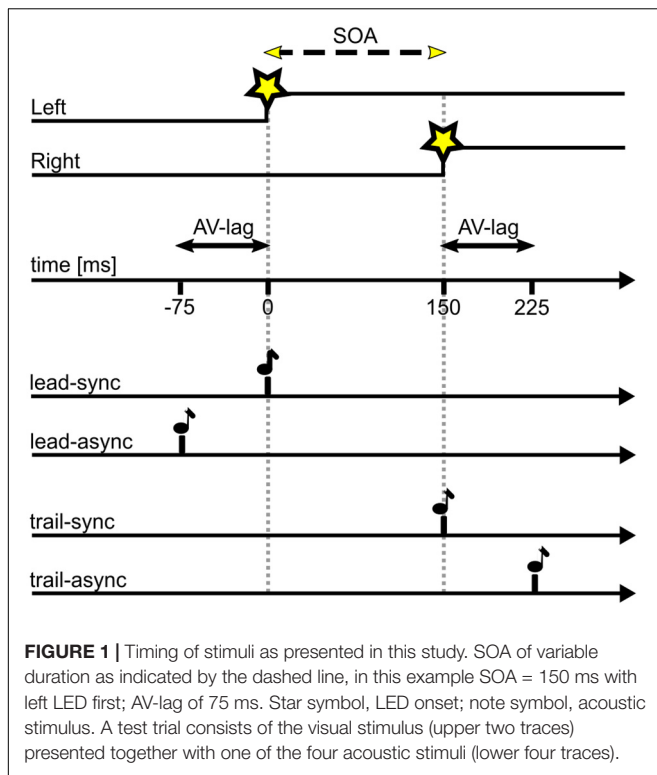 SOA
Left
Right
AV-lag AV-lag
time [ms]
-75 0 150 225
lead-sync
lead-async
trail-sync
trail-async
FIGURE 1 | Timing of stimuli as presented in this study. SOA of variable
duration as indicated by the dashed line, in this example SOA = 150 ms with
left LED first; AV-lag of 75 ms. Star symbol, LED onset; note symbol, acoustic
stimulus. A test trial consists of the visual stimulus (upper two traces)
presented together with one of the four acoustic stimuli (lower four traces).